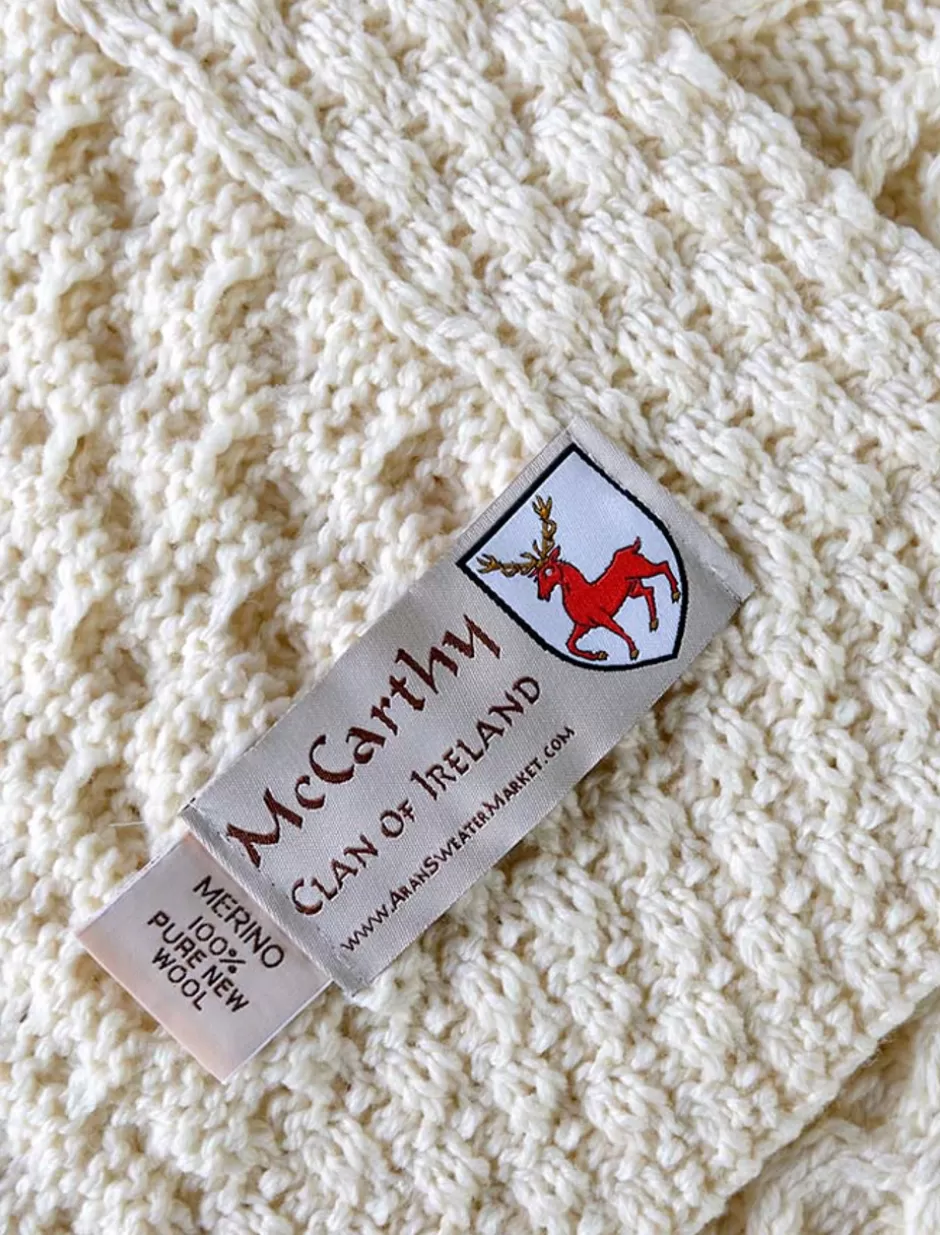 McCarthy
Clan Of Ireland
www.AranSweaterMarket.com
MERINO
100%
PURE NEW
WOOL